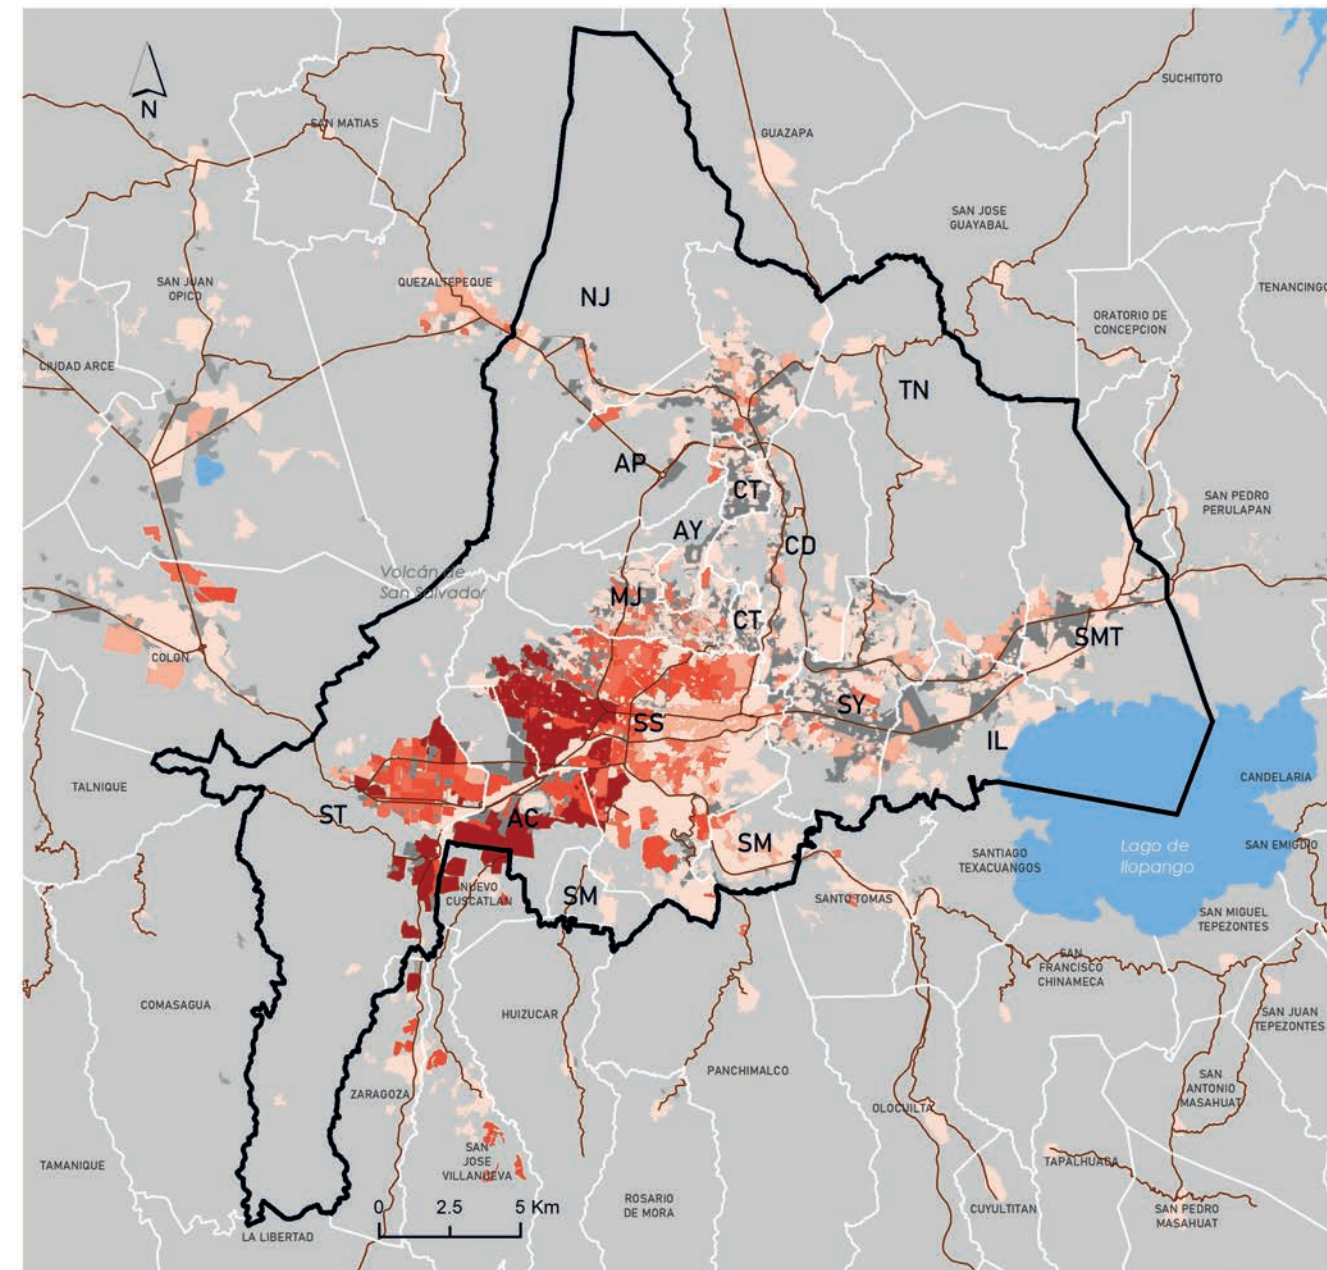 SUCHITOTO
N
SAN MATIAS
GUAZAPA
SAN JOSE
GUAYABAL
SAN JUAN
OPICO
QUEZALTEPEQUE
NJ
TENANCINGO
ORATORIO DE
CONCEPCION
CIUDAD ARCE
TN
AP
CT
SAN PEDRO
PERULAPAN
AY
CD
Volcán de
San Salvador
MJ
CT
SMT
COLON
SY
SS
IL
TALNIQUE
CANDELARIA
ST
AC
SM
Lago de
Ilopango
SAN EMIGDIO
SANTIAGO
TEXACUANGOS
NUEVO
CUSCATLAN
SM
SANTO TOMAS
SAN MIGUEL
TEPEZONTES
SAN
FRANCISCO
CHINAMECA
COMASAGUA
HUIZUCAR
SAN JUAN
TEPEZONTES
PANCHIMALCO
SAN
ANTONIO
MASAHUAT
ZARAGOZA
OLOCUILTA
SAN
JOSE
VILLANUEVA
TAMANIQUE
TAPALHUACA
ROSARIO
DE MORA
0 2.5 5 Km
CUYULTITAN
SAN PEDRO
MASAHUAT
LA LIBERTAD